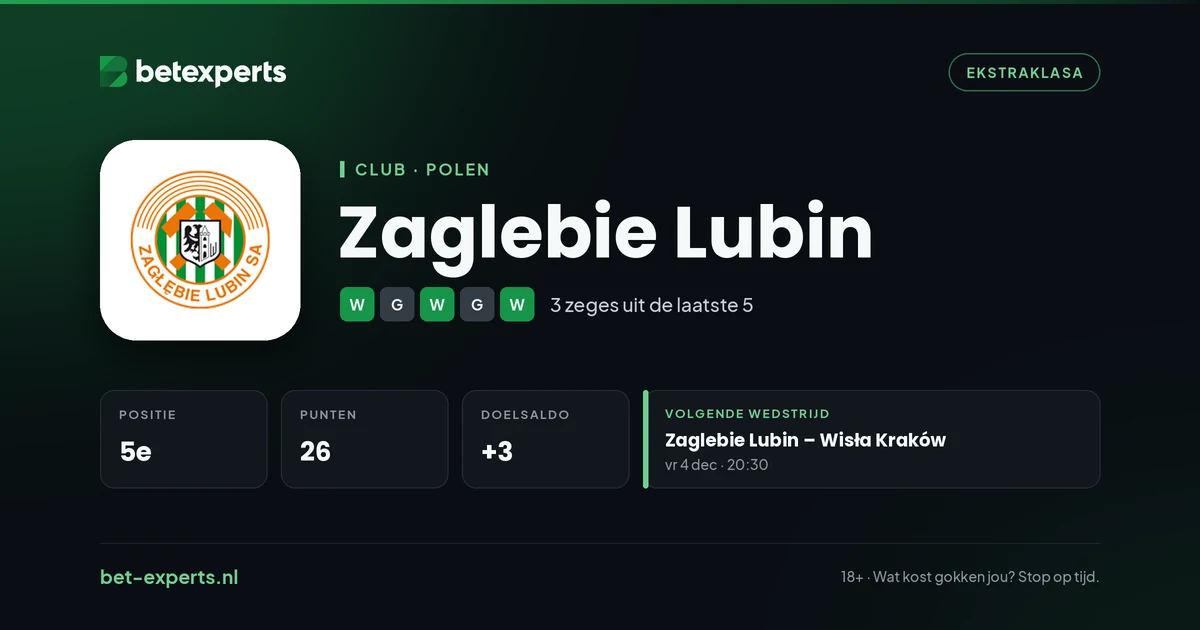 betexperts
EKSTRAKLASA
CLUB · POLEN
Zaglebie Lubin
ZAGŁĘBIE LUBIN SA
W G W G W 3 zeges uit de laatste 5
POSITIE
5e
PUNTEN
26
DOELSALDO
+3
VOLGENDE WEDSTRIJD
Zaglebie Lubin – Wisła Kraków
vr 4 dec · 20:30
bet-experts.nl
18+ · Wat kost gokken jou? Stop op tijd.